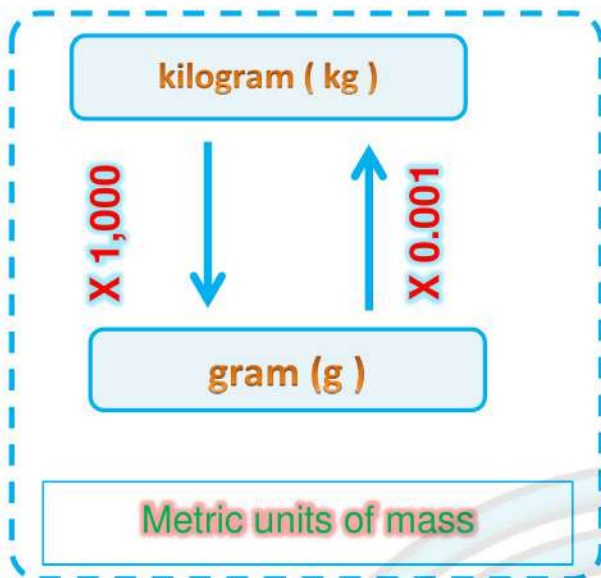 kilogram ( kg )
X 1,000
X 0.001
gram (g )
Metric units of mass